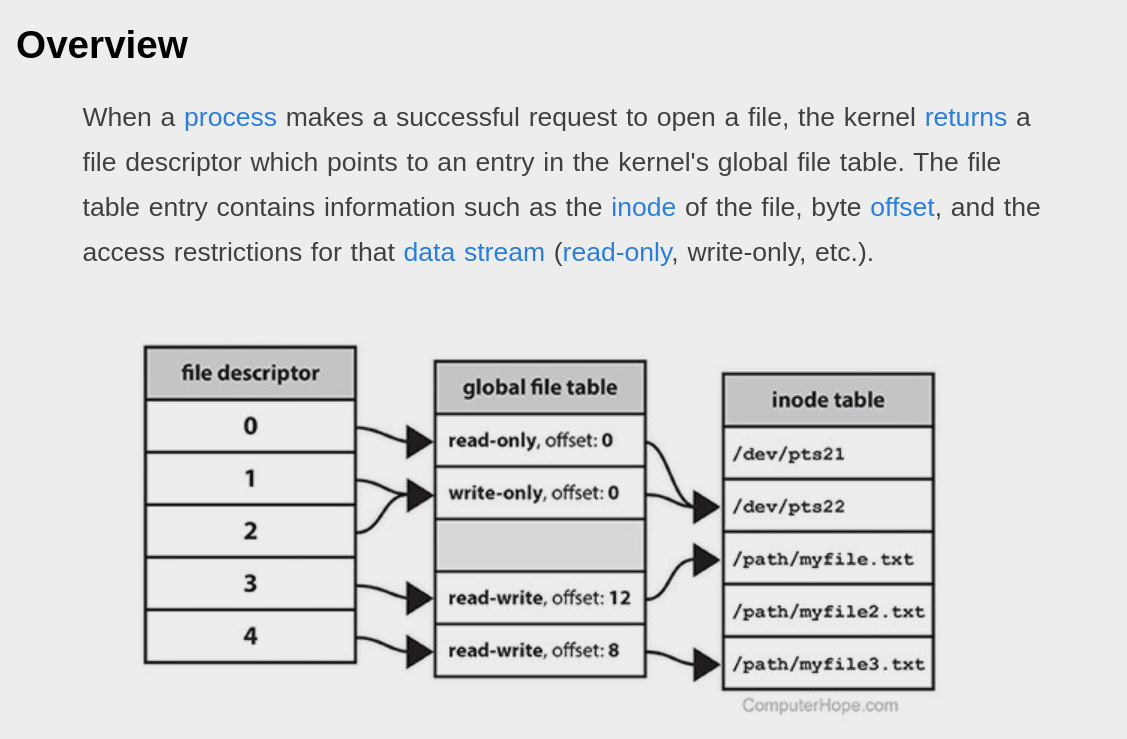 Overview
When a process makes a successful request to open a file, the kernel returns a
file descriptor which points to an entry in the kernel's global file table. The file
table entry contains information such as the inode of the file, byte offset, and the
access restrictions for that data stream (read-only, write-only, etc.).
file descriptor
0
1
2
3
4
global file table
read-only, offset: 0
write-only, offset: 0
read-write, offset: 12
read-write, offset: 8
inode table
/dev/pts21
/dev/pts22
/path/myfile.txt
/path/myfile2.txt
/path/myfile3.txt
ComputerHope.com